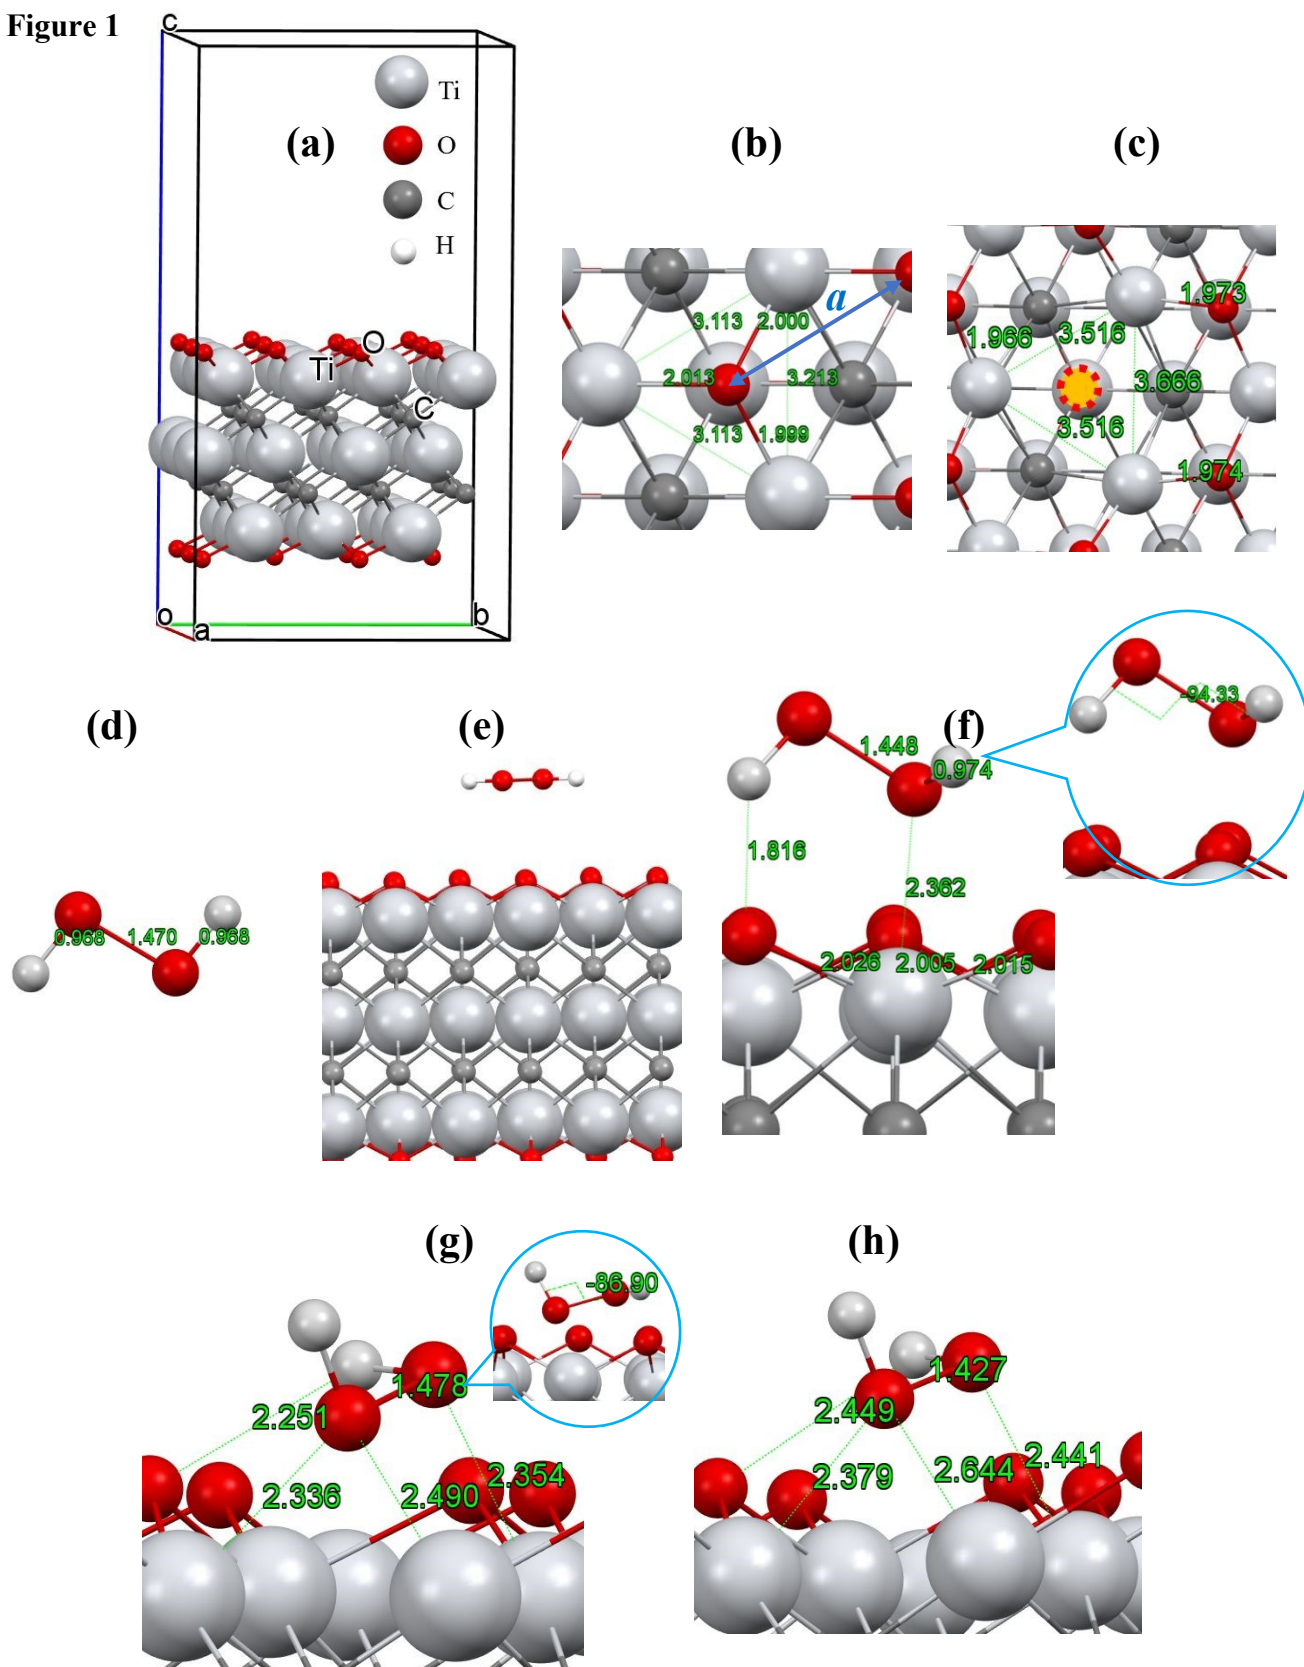 Figure 1
c
Ti
O
C
H
(a)
O
Ti
C
o
a
b
(b)
a
3.113
2.000
2.013
3.213
3.113
1.999
(c)
1.973
1.966
3.516
3.666
3.516
1.974
(d)
0.968
1.470
0.968
(e)
(f)
1.448
0.974
1.816
2.362
2.026
2.005
2.015
-94.33
(g)
-86.90
1.478
2.251
2.336
2.490
2.354
(h)
1.427
2.449
2.379
2.644
2.441